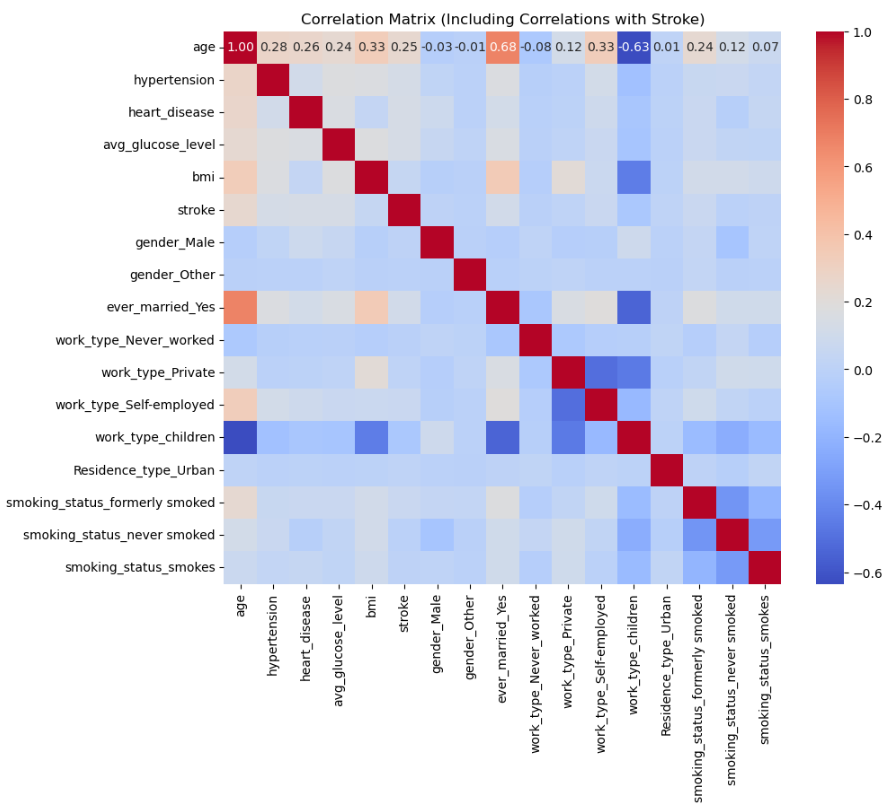 Correlation Matrix (Including Correlations with Stroke)
age 1.00 0.28 0.26 0.24 0.33 0.25 -0.03 -0.01 0.68 -0.08 0.12 0.33 -0.63 0.01 0.24 0.12 0.07
hypertension
heart_disease
avg_glucose_level
bmi
stroke
gender_Male
gender_Other
ever_married_Yes
work_type_Never_worked
work_type_Private
work_type_Self-employed
work_type_children
Residence_type_Urban
smoking_status_formerly smoked
smoking_status_never smoked
smoking_status_smokes
age
hypertension
heart_disease
avg_glucose_level
bmi
stroke
gender_Male
gender_Other
ever_married_Yes
work_type_Never_worked
work_type_Private
work_type_Self-employed
work_type_children
Residence_type_Urban
smoking_status_formerly smoked
smoking_status_never smoked
smoking_status_smokes
1.0
0.8
0.6
0.4
0.2
0.0
−0.2
−0.4
−0.6